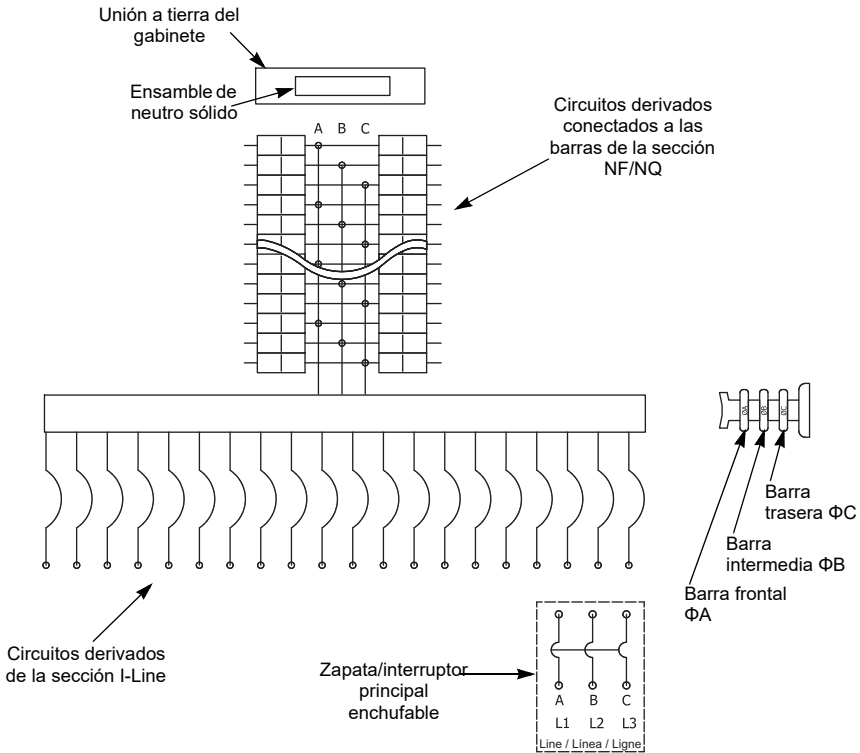 Unión a tierra del
gabinete
Ensamble de
neutro sólido
A B C
Circuitos derivados
conectados a las
barras de la sección
NF/NQ
ΦA ΦB ΦC
Barra
trasera ΦC
Barra
intermedia ΦB
Barra frontal
ΦA
Circuitos derivados
de la sección I-Line
Zapata/interruptor
principal
enchufable
A B C
L1 L2 L3
Line / Línea / Ligne